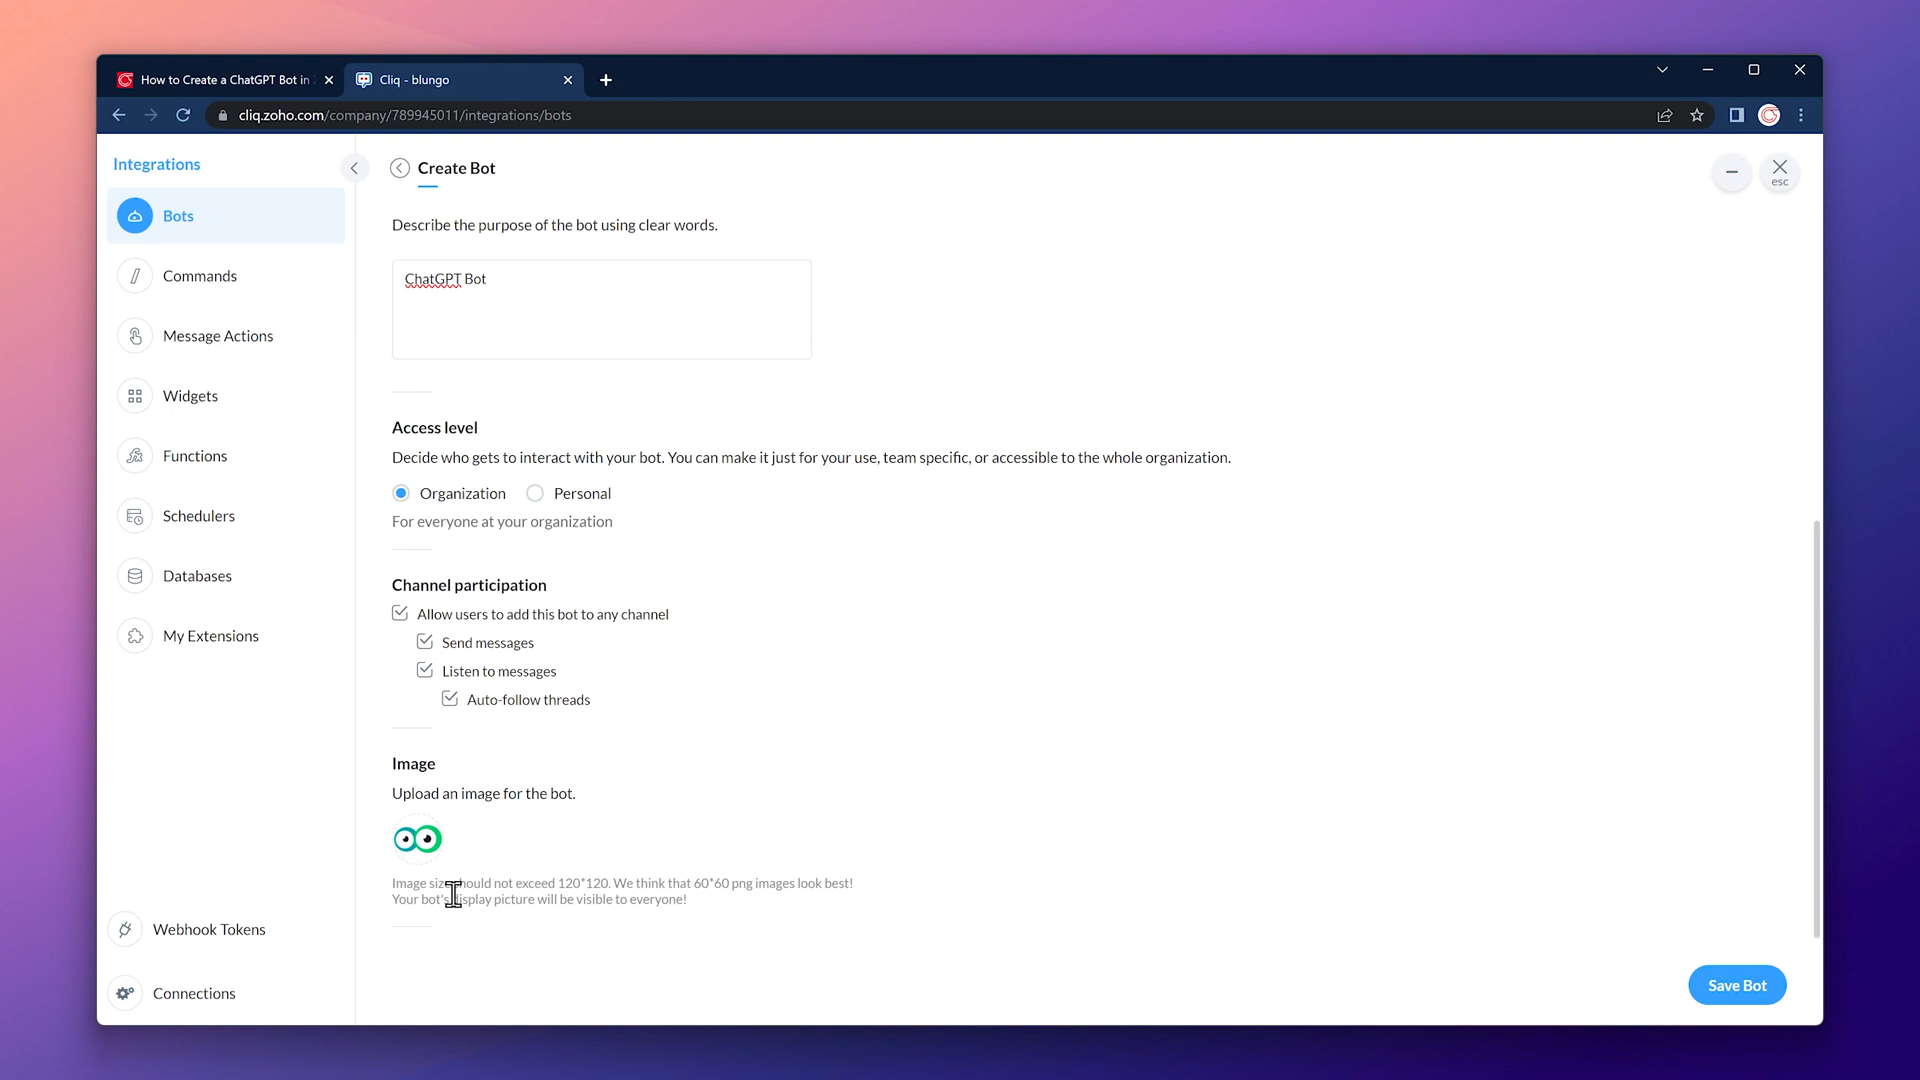 How to Create a ChatGPT Bot in
Cliq - blungo
cliq.zoho.com/company/789945011/integrations/bots
Integrations
Bots
Commands
Message Actions
Widgets
Functions
Schedulers
Databases
My Extensions
Webhook Tokens
Connections
Create Bot
esc
Describe the purpose of the bot using clear words.
ChatGPT Bot
Access level
Decide who gets to interact with your bot. You can make it just for your use, team specific, or accessible to the whole organization.
Organization Personal
For everyone at your organization
Channel participation
Allow users to add this bot to any channel
Send messages
Listen to messages
Auto-follow threads
Image
Upload an image for the bot.
Image size should not exceed 120*120. We think that 60*60 png images look best!
Your bot's display picture will be visible to everyone!
Save Bot